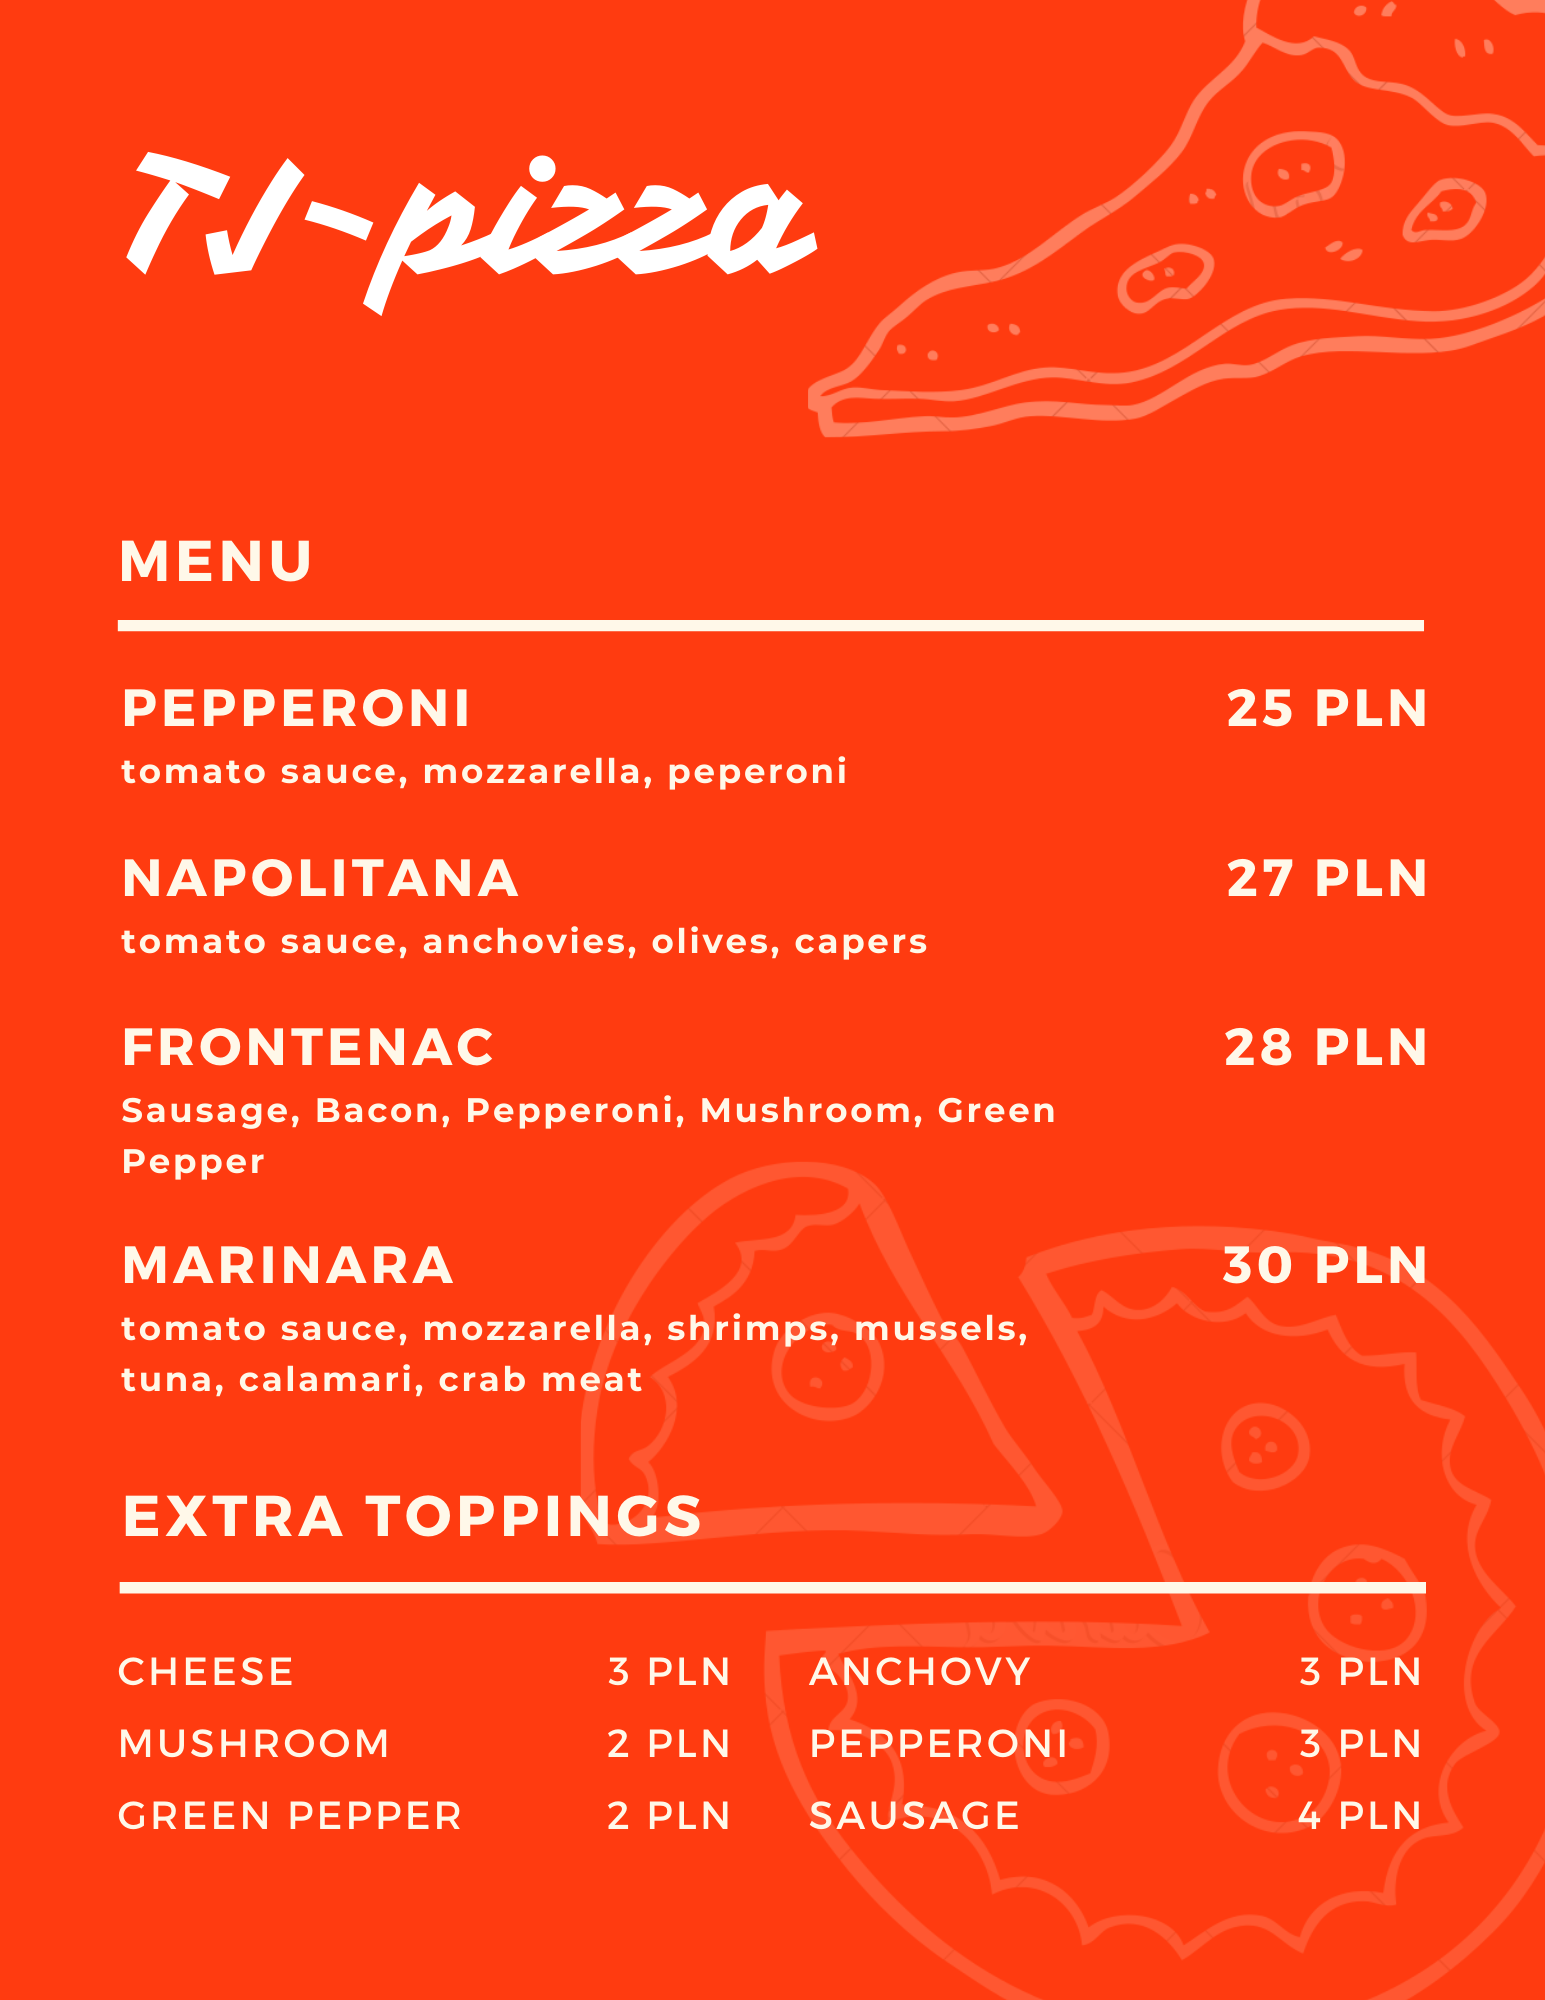 TJ-pizza
MENU
PEPPERONI 25 PLN
tomato sauce, mozzarella, peperoni
NAPOLITANA 27 PLN
tomato sauce, anchovies, olives, capers
FRONTENAC 28 PLN
Sausage, Bacon, Pepperoni, Mushroom, Green
Pepper
MARINARA 30 PLN
tomato sauce, mozzarella, shrimps, mussels,
tuna, calamari, crab meat
EXTRA TOPPINGS
CHEESE 3 PLN ANCHOVY 3 PLN
MUSHROOM 2 PLN PEPPERONI 3 PLN
GREEN PEPPER 2 PLN SAUSAGE 4 PLN